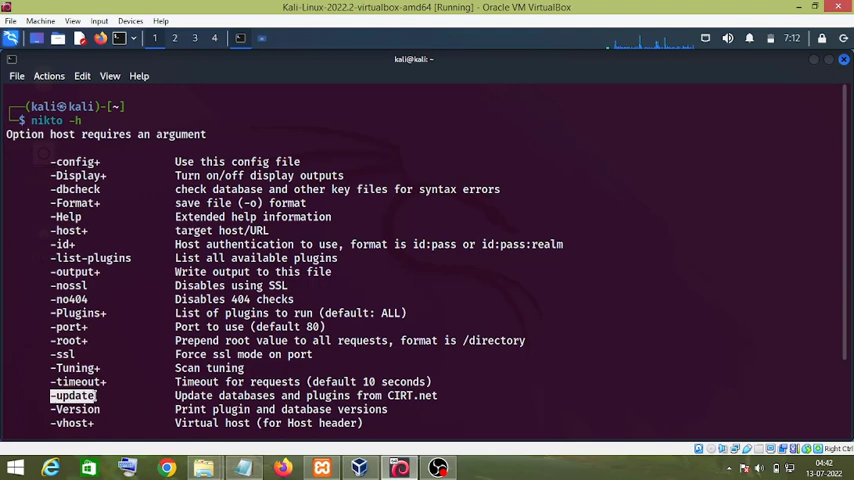 Kali-Linux-2022.2-virtualbox-amd64 [Running] - Oracle VM VirtualBox
File Machine View Input Devices Help
1 2 3 4 7:12
kali@kali: ~
File Actions Edit View Help
(kali㉿kali)-[~]
$ nikto -h
Option host requires an argument
-config+ Use this config file
-Display+ Turn on/off display outputs
-dbcheck check database and other key files for syntax errors
-Format+ save file (-o) format
-Help Extended help information
-host+ target host/URL
-id+ Host authentication to use, format is id:pass or id:pass:realm
-list-plugins List all available plugins
-output+ Write output to this file
-nossl Disables using SSL
-no404 Disables 404 checks
-Plugins+ List of plugins to run (default: ALL)
-port+ Port to use (default 80)
-root+ Prepend root value to all requests, format is /directory
-ssl Force ssl mode on port
-Tuning+ Scan tuning
-timeout+ Timeout for requests (default 10 seconds)
-update Update databases and plugins from CIRT.net
-Version Print plugin and database versions
-vhost+ Virtual host (for Host header)
Right Ctrl
04:42
13-07-2022